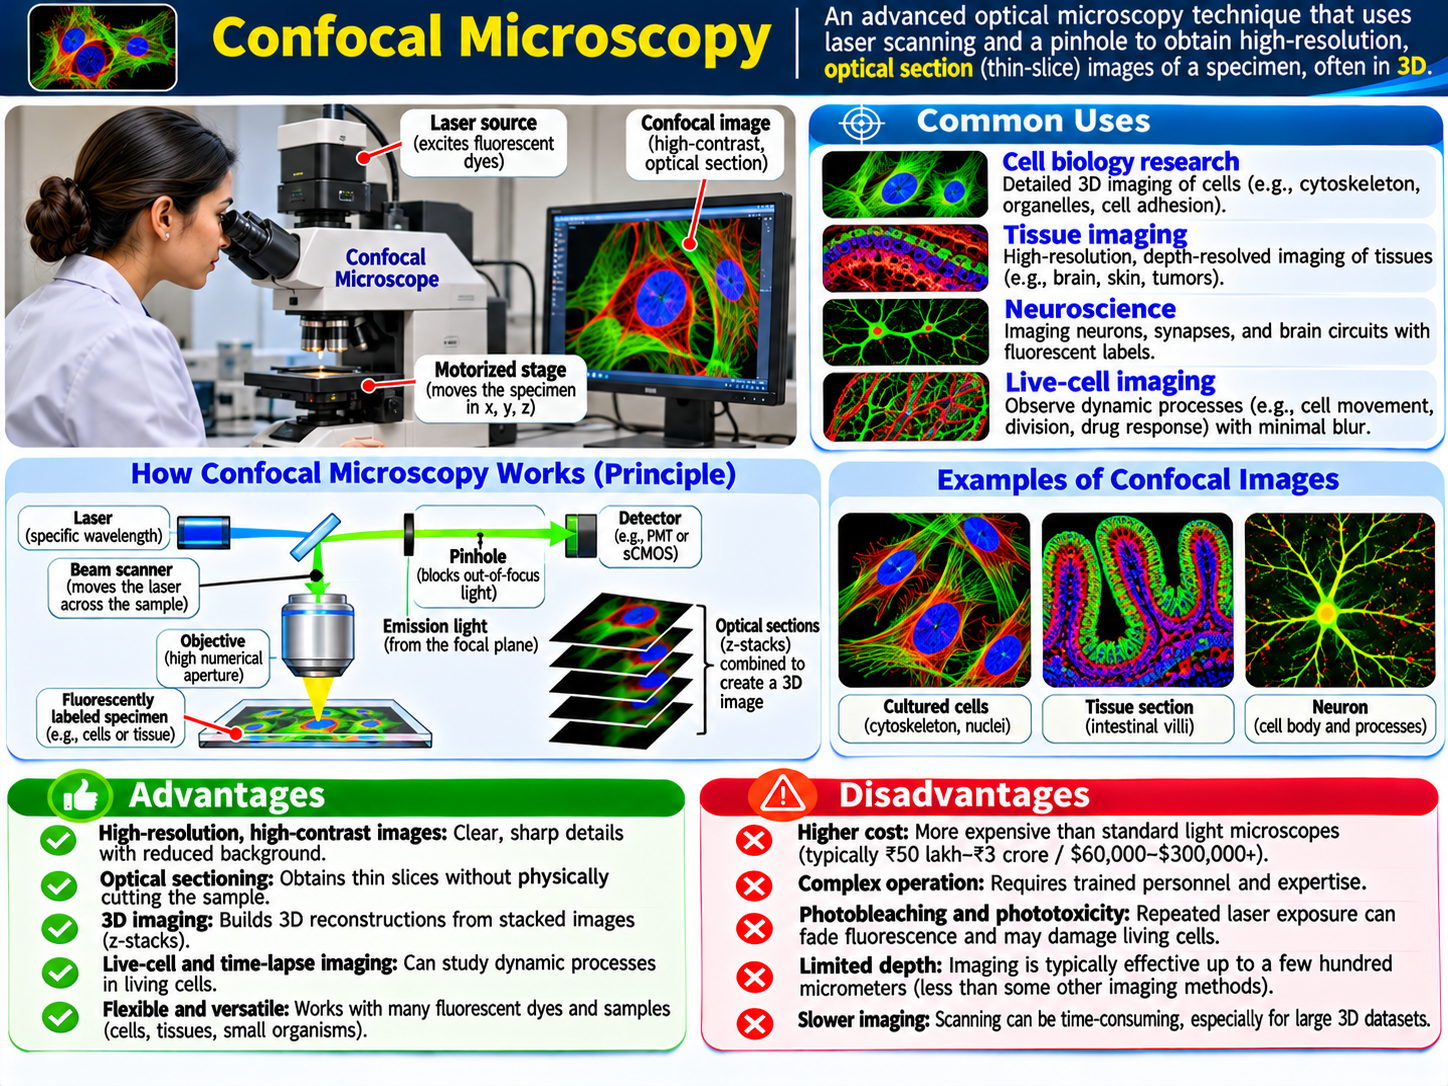 Confocal Microscopy
An advanced optical microscopy technique that uses
laser scanning and a pinhole to obtain high-resolution,
optical section (thin-slice) images of a specimen, often in 3D.
Laser source
(excites fluorescent
dyes)
Confocal image
(high-contrast,
optical section)
Confocal
Microscope
Motorized stage
(moves the specimen
in x, y, z)
Common Uses
Cell biology research
Detailed 3D imaging of cells (e.g., cytoskeleton,
organelles, cell adhesion).
Tissue imaging
High-resolution, depth-resolved imaging of tissues
(e.g., brain, skin, tumors).
Neuroscience
Imaging neurons, synapses, and brain circuits with
fluorescent labels.
Live-cell imaging
Observe dynamic processes (e.g., cell movement,
division, drug response) with minimal blur.
How Confocal Microscopy Works (Principle)
Laser
(specific wavelength)
Beam scanner
(moves the laser
across the sample)
Objective
(high numerical
aperture)
Fluorescently
labeled specimen
(e.g., cells or tissue)
Pinhole
(blocks out-of-focus
light)
Emission light
(from the focal plane)
Detector
(e.g., PMT or
sCMOS)
Optical sections
(z-stacks)
combined to
create a 3D
image
Examples of Confocal Images
Cultured cells
(cytoskeleton, nuclei)
Tissue section
(intestinal villi)
Neuron
(cell body and processes)
Advantages
High-resolution, high-contrast images: Clear, sharp details
with reduced background.
Optical sectioning: Obtains thin slices without physically
cutting the sample.
3D imaging: Builds 3D reconstructions from stacked images
(z-stacks).
Live-cell and time-lapse imaging: Can study dynamic processes
in living cells.
Flexible and versatile: Works with many fluorescent dyes and samples
(cells, tissues, small organisms).
Disadvantages
Higher cost: More expensive than standard light microscopes
(typically ₹50 lakh–₹3 crore / $60,000–$300,000+).
Complex operation: Requires trained personnel and expertise.
Photobleaching and phototoxicity: Repeated laser exposure can
fade fluorescence and may damage living cells.
Limited depth: Imaging is typically effective up to a few hundred
micrometers (less than some other imaging methods).
Slower imaging: Scanning can be time-consuming, especially for large 3D datasets.